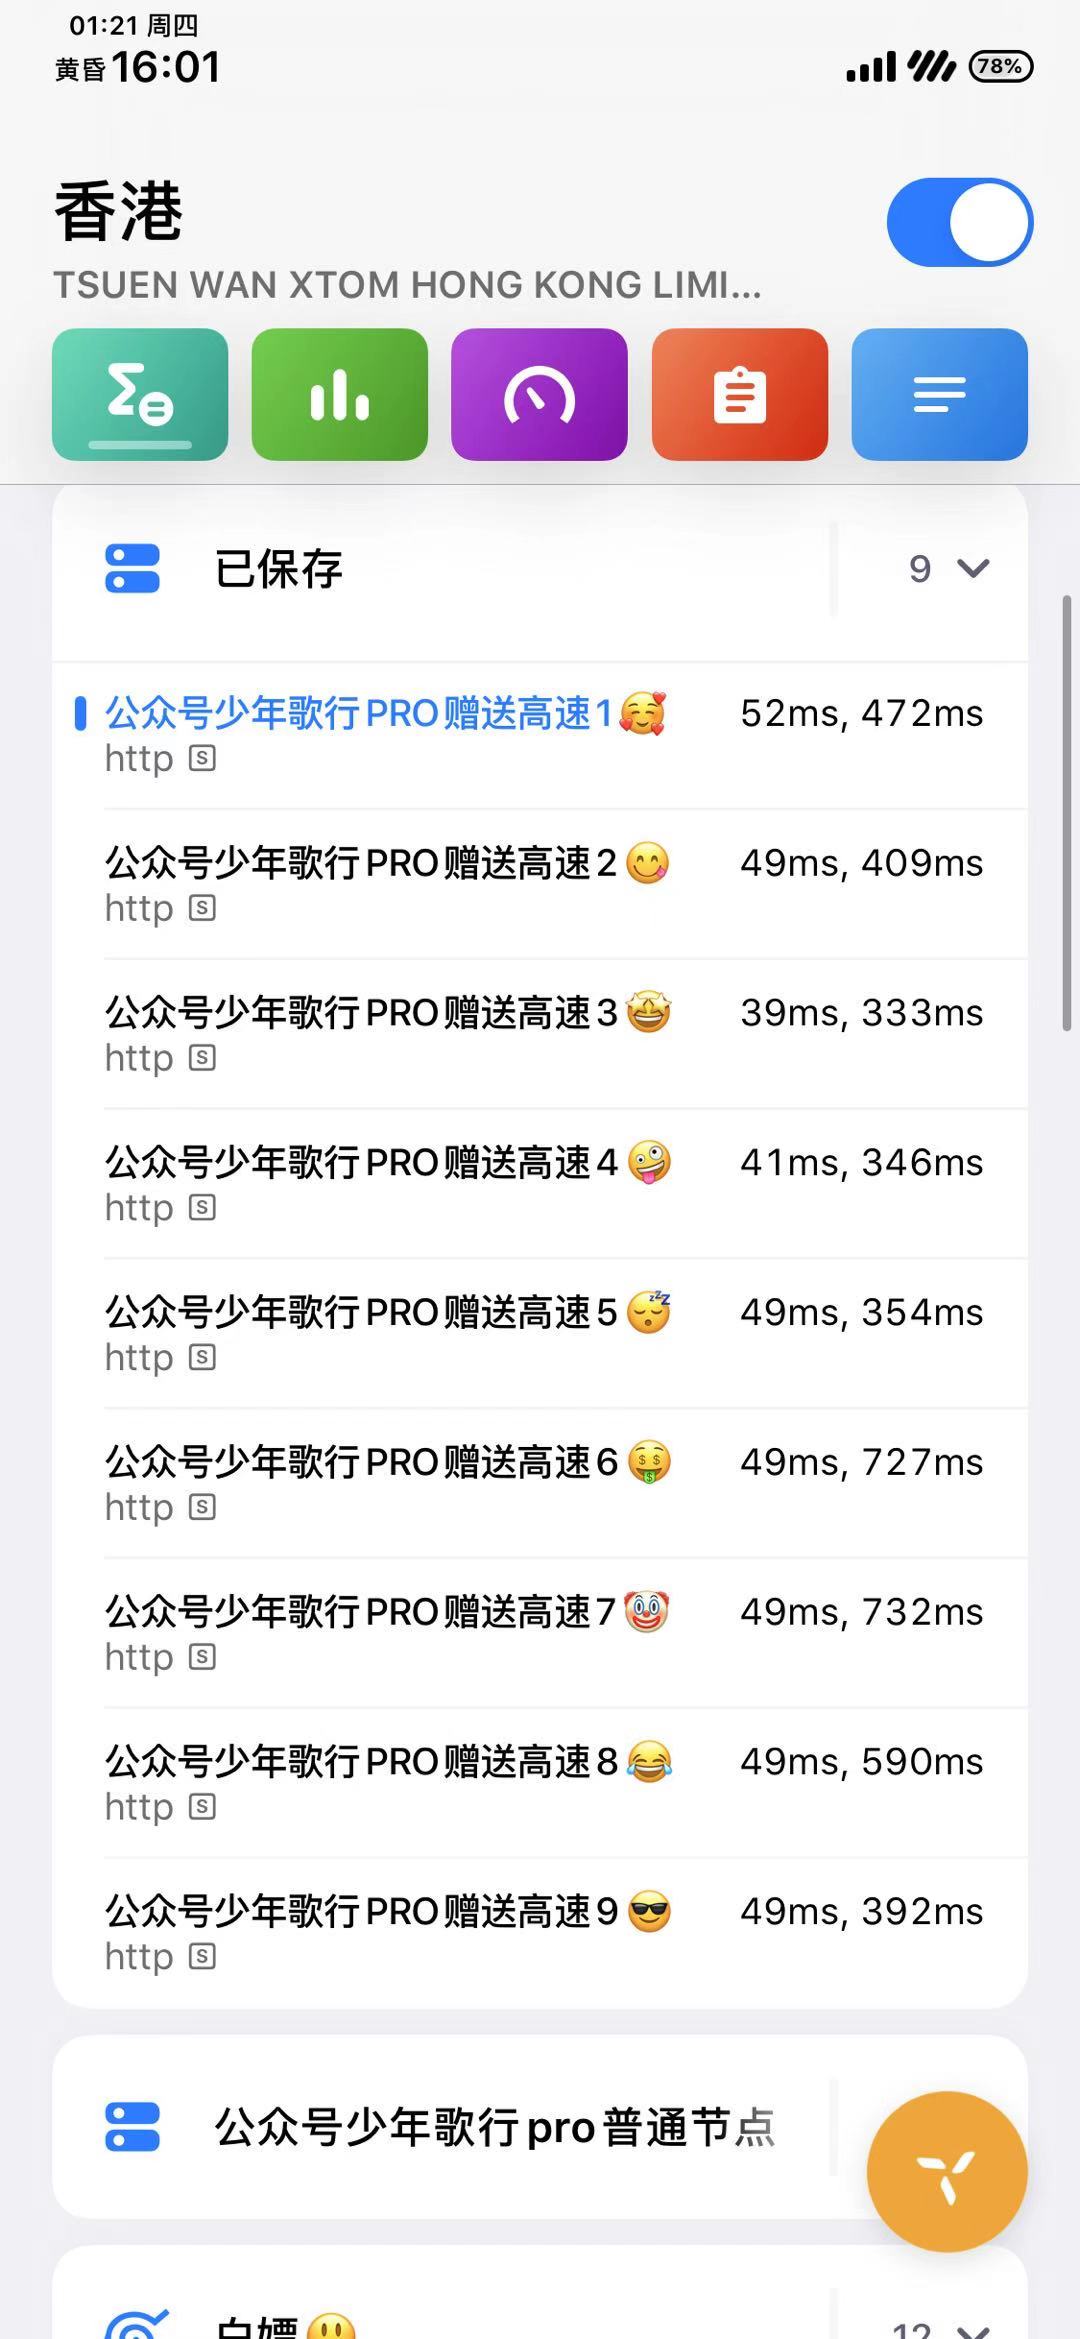 01:21 周四
黄昏16:01
78%
香港
TSUEN WAN XTOM HONG KONG LIMI...
已保存 9
公众号少年歌行PRO赠送高速1🥰 52ms, 472ms
http S
公众号少年歌行PRO赠送高速2😋 49ms, 409ms
http S
公众号少年歌行PRO赠送高速3🤩 39ms, 333ms
http S
公众号少年歌行PRO赠送高速4🤪 41ms, 346ms
http S
公众号少年歌行PRO赠送高速5😴 49ms, 354ms
http S
公众号少年歌行PRO赠送高速6🤑 49ms, 727ms
http S
公众号少年歌行PRO赠送高速7🤡 49ms, 732ms
http S
公众号少年歌行PRO赠送高速8😂 49ms, 590ms
http S
公众号少年歌行PRO赠送高速9😎 49ms, 392ms
http S
公众号少年歌行pro普通节点
白嫖😃 12